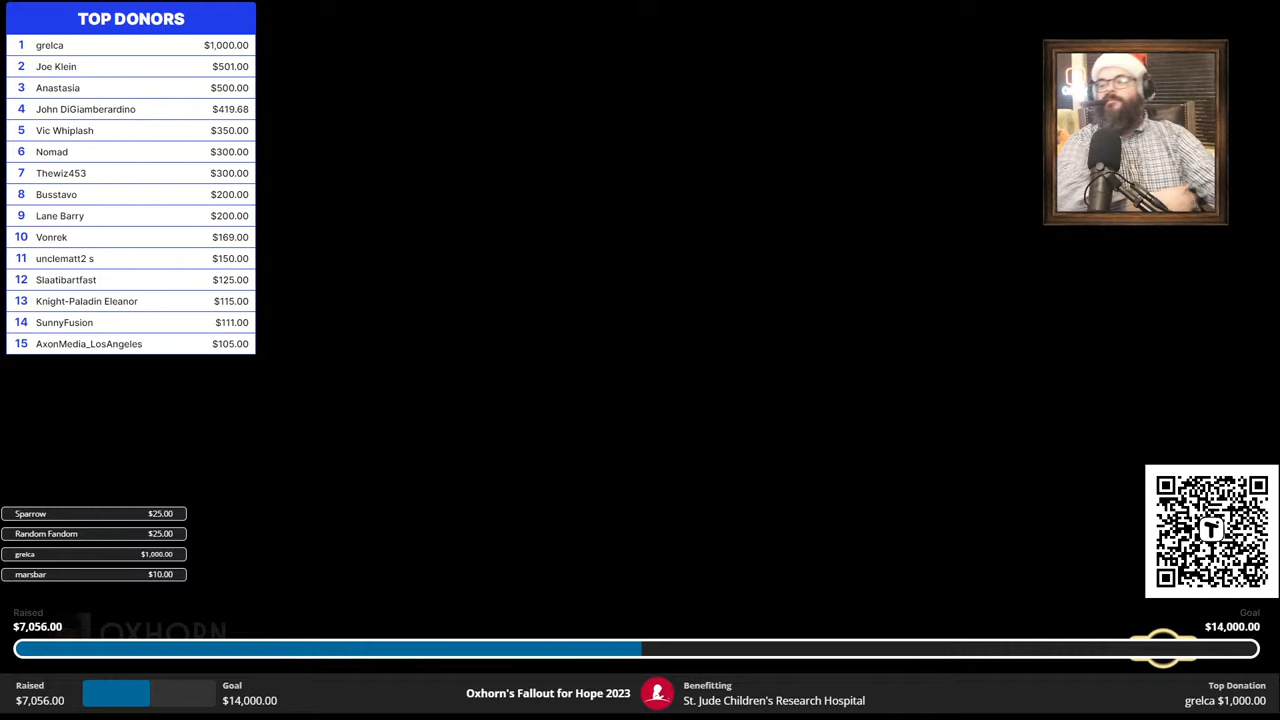 TOP DONORS
1 grelca $1,000.00
2 Joe Klein $501.00
3 Anastasia $500.00
4 John DiGiamberardino $419.68
5 Vic Whiplash $350.00
6 Nomad $300.00
7 Thewiz453 $300.00
8 Busstavo $200.00
9 Lane Barry $200.00
10 Vonrek $169.00
11 unclematt2 s $150.00
12 Slaatibartfast $125.00
13 Knight-Paladin Eleanor $115.00
14 SunnyFusion $111.00
15 AxonMedia_LosAngeles $105.00
Sparrow $25.00
Random Fandom $25.00
grelca $1,000.00
marsbar $10.00
Raised Goal
$7,056.00 $14,000.00
OXHORN
Raised Goal
$7,056.00 $14,000.00
Oxhorn's Fallout for Hope 2023
Benefitting
St. Jude Children's Research Hospital
Top Donation
grelca $1,000.00